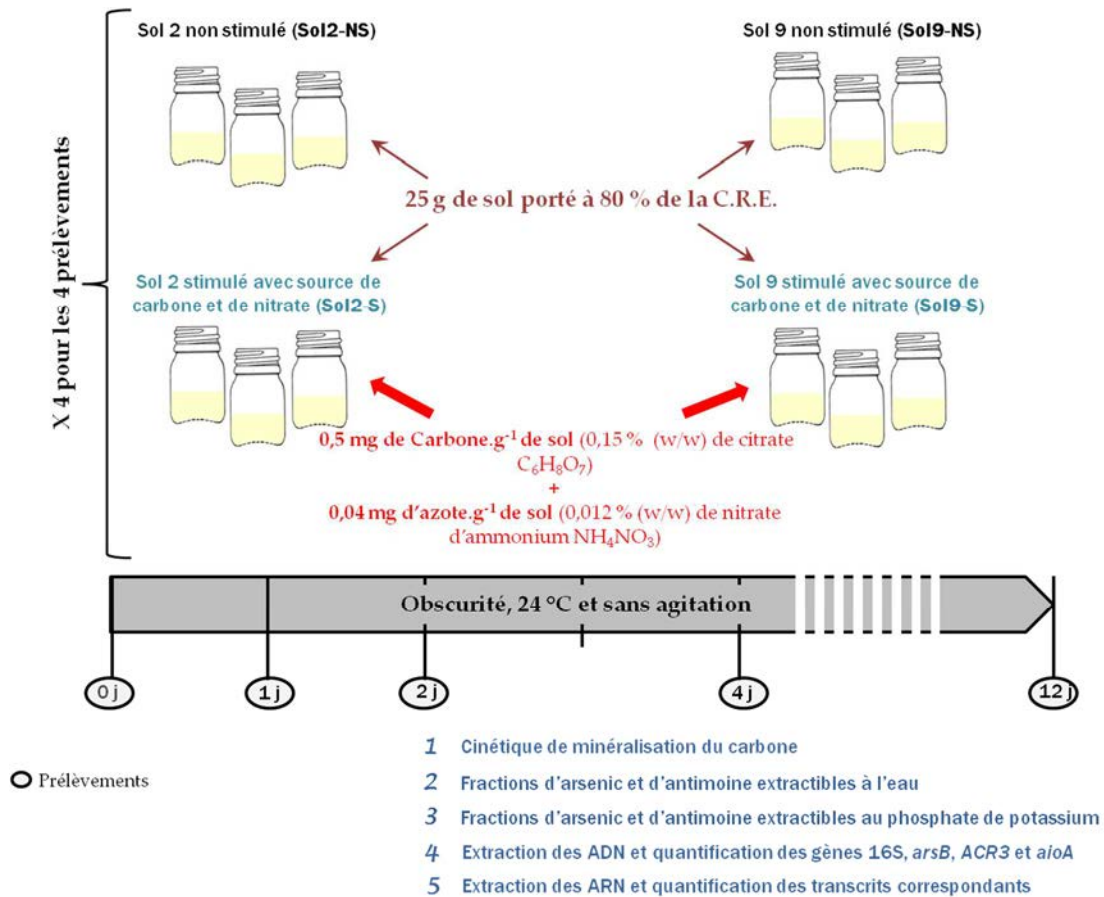 Sol 2 non stimulé (Sol2-NS)
Sol 9 non stimulé (Sol9-NS)
X 4 pour les 4 prélèvements
25 g de sol porté à 80 % de la C.R.E.
Sol 2 stimulé avec source de
carbone et de nitrate (Sol2-S)
Sol 9 stimulé avec source de
carbone et de nitrate (Sol9-S)
0,5 mg de Carbone.g⁻¹ de sol (0,15 % (w/w) de citrate
C₆H₈O₇)
+
0,04 mg d'azote.g⁻¹ de sol (0,012 % (w/w) de nitrate
d'ammonium NH₄NO₃)
Obscurité, 24 °C et sans agitation
0 j
1 j
2 j
4 j
12 j
Prélèvements
1 Cinétique de minéralisation du carbone
2 Fractions d'arsenic et d'antimoine extractibles à l'eau
3 Fractions d'arsenic et d'antimoine extractibles au phosphate de potassium
4 Extraction des ADN et quantification des gènes 16S, arsB, ACR3 et aioA
5 Extraction des ARN et quantification des transcrits correspondants